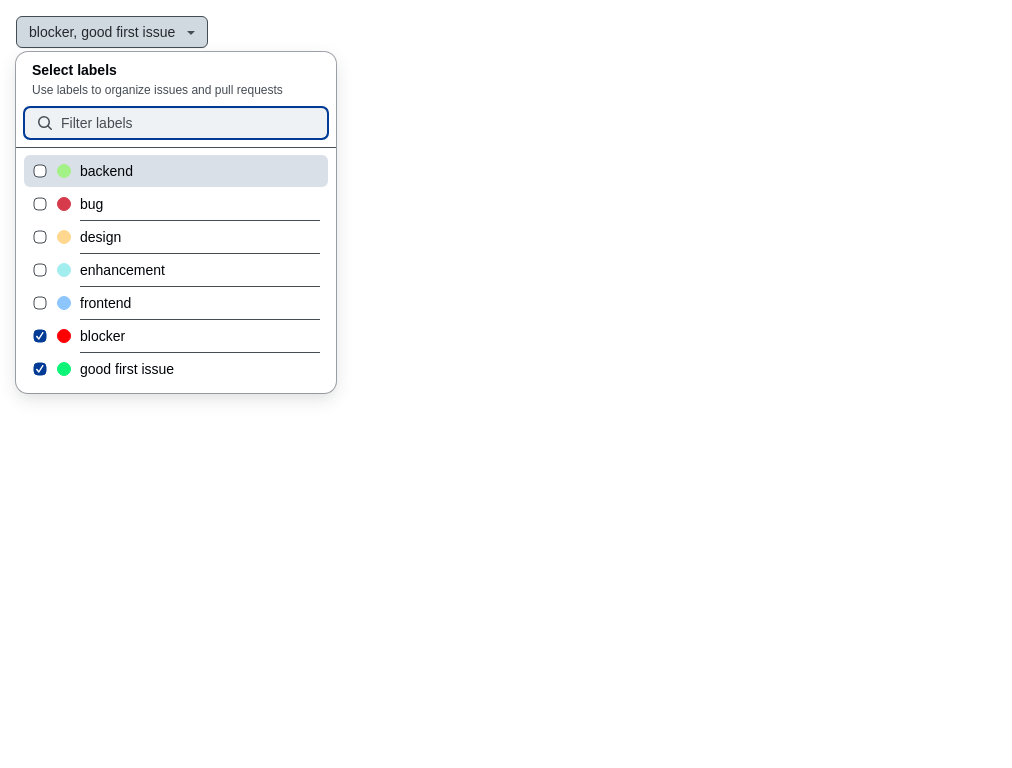 blocker, good first issue
Select labels
Use labels to organize issues and pull requests
Filter labels
backend
bug
design
enhancement
frontend
blocker
good first issue